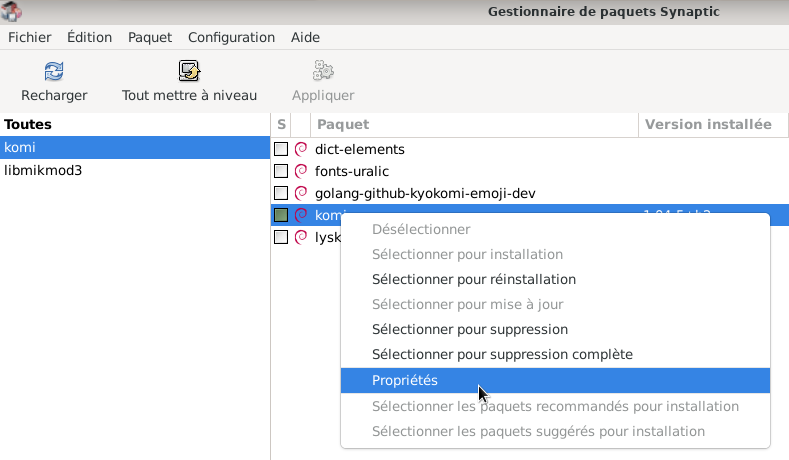 Gestionnaire de paquets Synaptic
Fichier Édition Paquet Configuration Aide
Recharger Tout mettre à niveau Appliquer
Toutes
komi
libmikmod3
S Paquet Version installée
dict-elements
fonts-uralic
golang-github-kyokomi-emoji-dev
komi
lysk
Désélectionner
Sélectionner pour installation
Sélectionner pour réinstallation
Sélectionner pour mise à jour
Sélectionner pour suppression
Sélectionner pour suppression complète
Propriétés
Sélectionner les paquets recommandés pour installation
Sélectionner les paquets suggérés pour installation